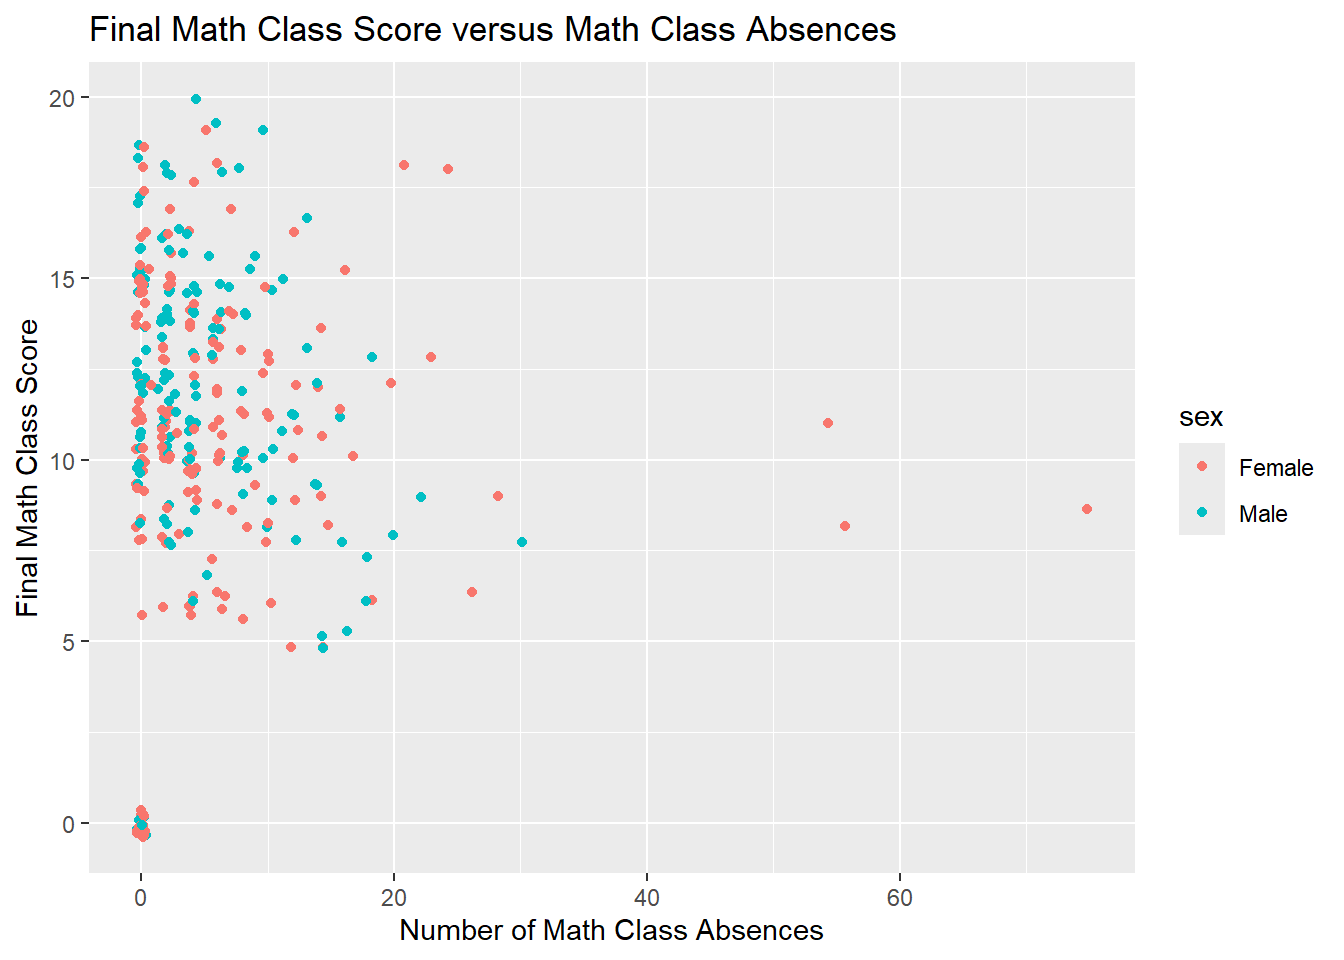 Final Math Class Score versus Math Class Absences
20
15
10
5
0
Final Math Class Score
0 20 40 60
Number of Math Class Absences
sex
Female
Male